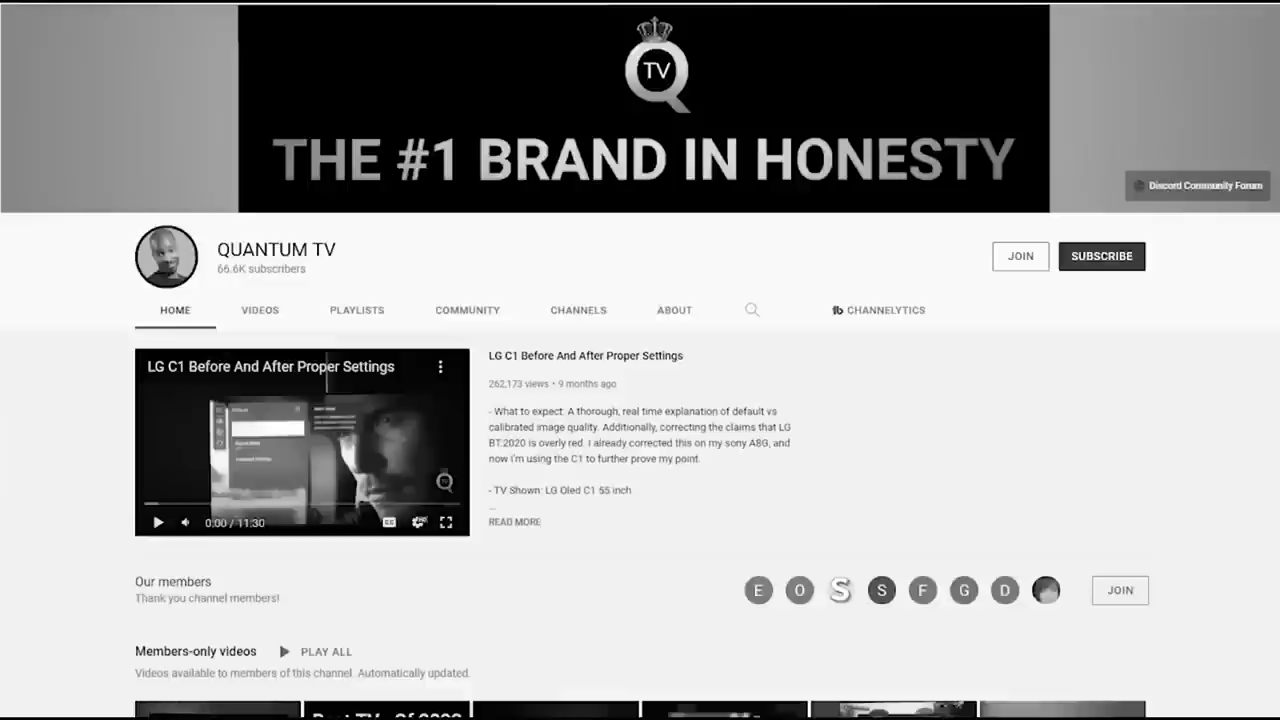 TV
THE #1 BRAND IN HONESTY
Discord Community Forum
QUANTUM TV
66.6K subscribers
JOIN
SUBSCRIBE
HOME
VIDEOS
PLAYLISTS
COMMUNITY
CHANNELS
ABOUT
fb CHANNELYTICS
LG C1 Before And After Proper Settings
0:00 / 11:30
LG C1 Before And After Proper Settings
262,173 views • 9 months ago
- What to expect: A thorough, real time explanation of default vs
calibrated image quality. Additionally, correcting the claims that LG
BT.2020 is overly red. I already corrected this on my sony A8G, and
now i'm using the C1 to further prove my point.
- TV Shown: LG Oled C1 55 inch
...
READ MORE
Our members
Thank you channel members!
E O S S F G D
JOIN
Members-only videos
PLAY ALL
Videos available to members of this channel. Automatically updated.